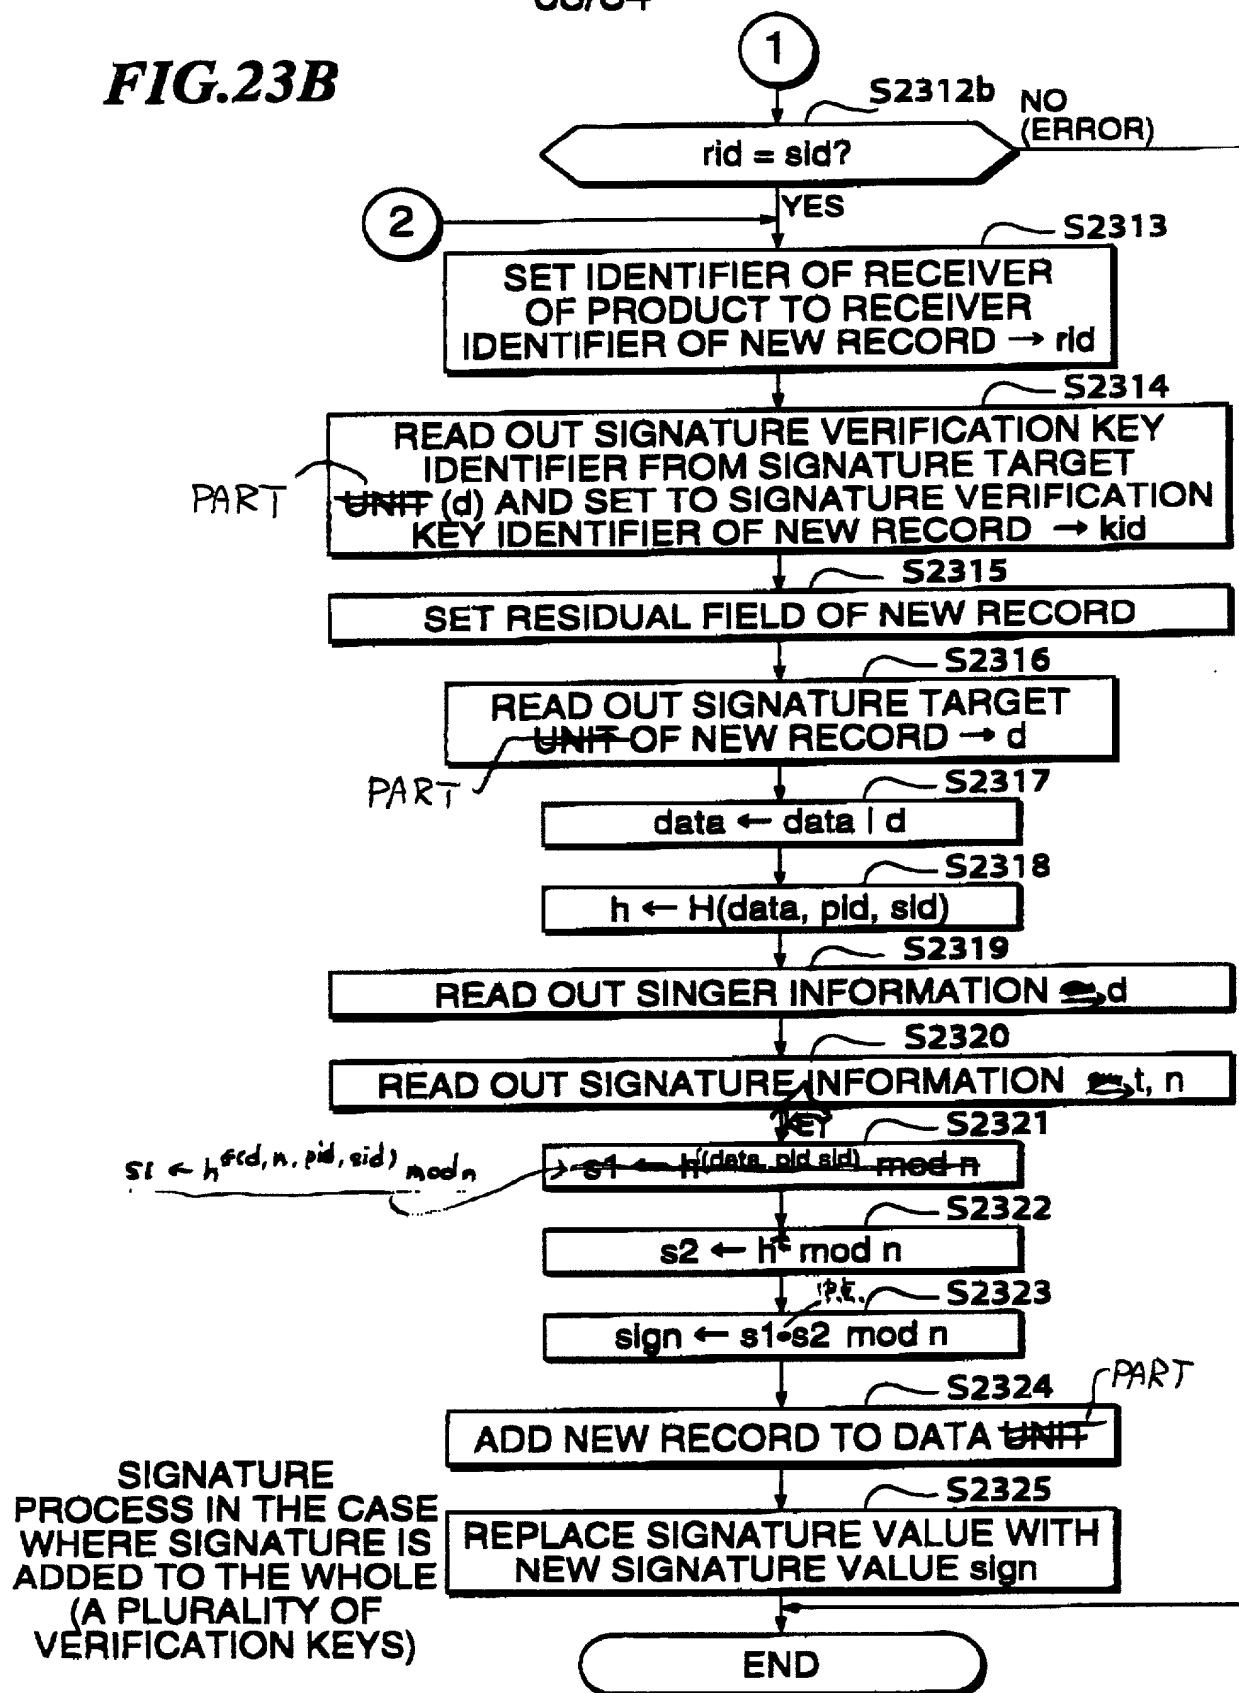 FIG.23B
1
S2312b
NO
(ERROR)
rid = sid?
YES
2
S2313
SET IDENTIFIER OF RECEIVER
OF PRODUCT TO RECEIVER
IDENTIFIER OF NEW RECORD → rid
S2314
READ OUT SIGNATURE VERIFICATION KEY
IDENTIFIER FROM SIGNATURE TARGET
PART
UNIT (d) AND SET TO SIGNATURE VERIFICATION
KEY IDENTIFIER OF NEW RECORD → kid
S2315
SET RESIDUAL FIELD OF NEW RECORD
S2316
READ OUT SIGNATURE TARGET
UNIT OF NEW RECORD → d
PART
S2317
data ← data | d
S2318
h ← H(data, pid, sid)
S2319
READ OUT SINGER INFORMATION d
S2320
READ OUT SIGNATURE INFORMATION t, n
S2321
s1 ← h (data, pid sid) mod n
s1 ← h (d, n, pid, sid) mod n
S2322
s2 ← h^t mod n
S2323
sign ← s1•s2 mod n
S2324
PART
ADD NEW RECORD TO DATA UNIT
S2325
REPLACE SIGNATURE VALUE WITH
NEW SIGNATURE VALUE sign
SIGNATURE
PROCESS IN THE CASE
WHERE SIGNATURE IS
ADDED TO THE WHOLE
(A PLURALITY OF
VERIFICATION KEYS)
END